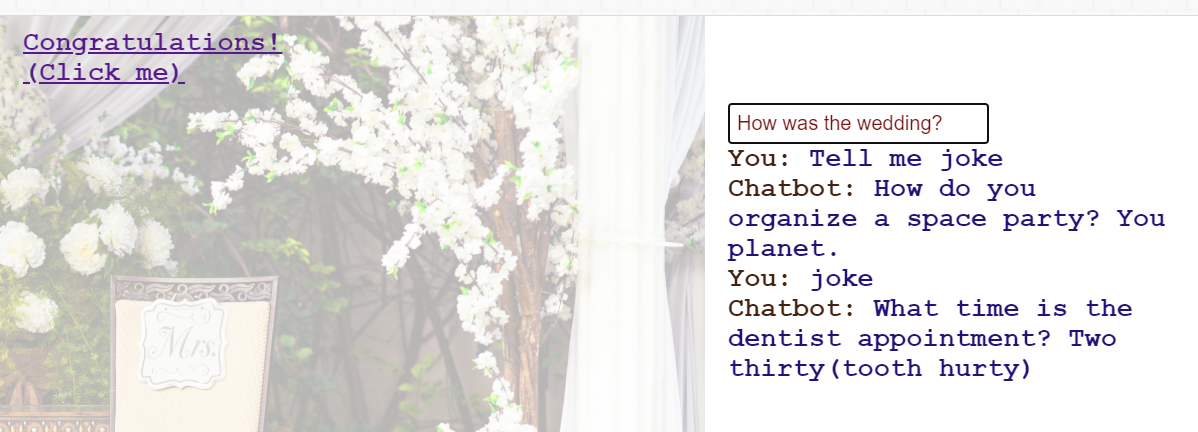 Congratulations!
(Click me)
Mrs.
How was the wedding?
You: Tell me joke
Chatbot: How do you
organize a space party? You
planet.
You: joke
Chatbot: What time is the
dentist appointment? Two
thirty(tooth hurty)